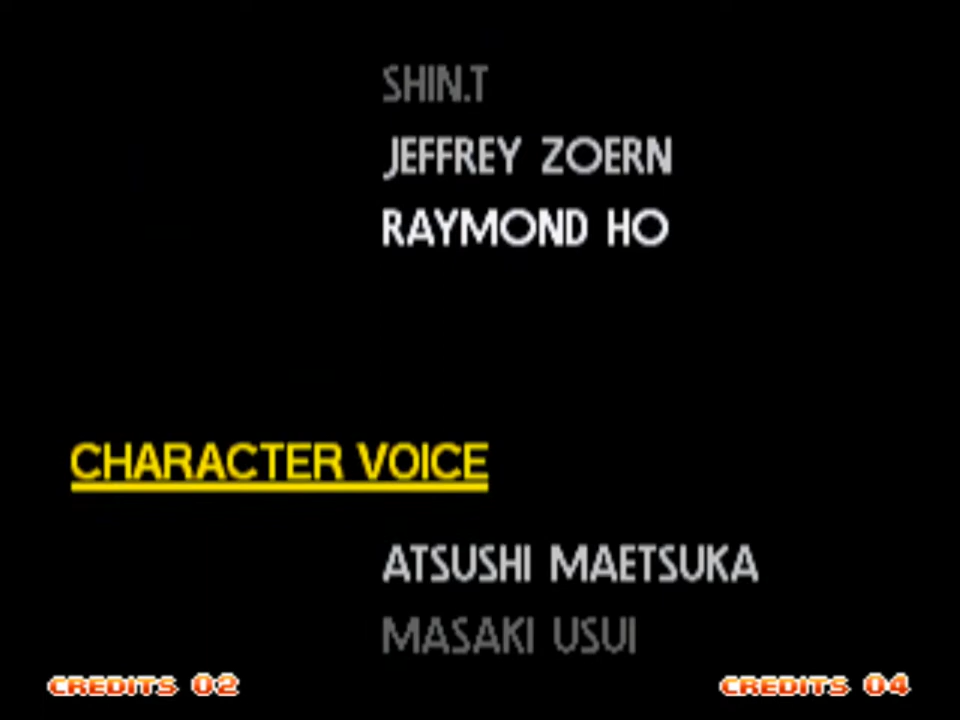 SHIN.T
JEFFREY ZOERN
RAYMOND HO
CHARACTER VOICE
ATSUSHI MAETSUKA
MASAKI USUI
CREDITS 02
CREDITS 04